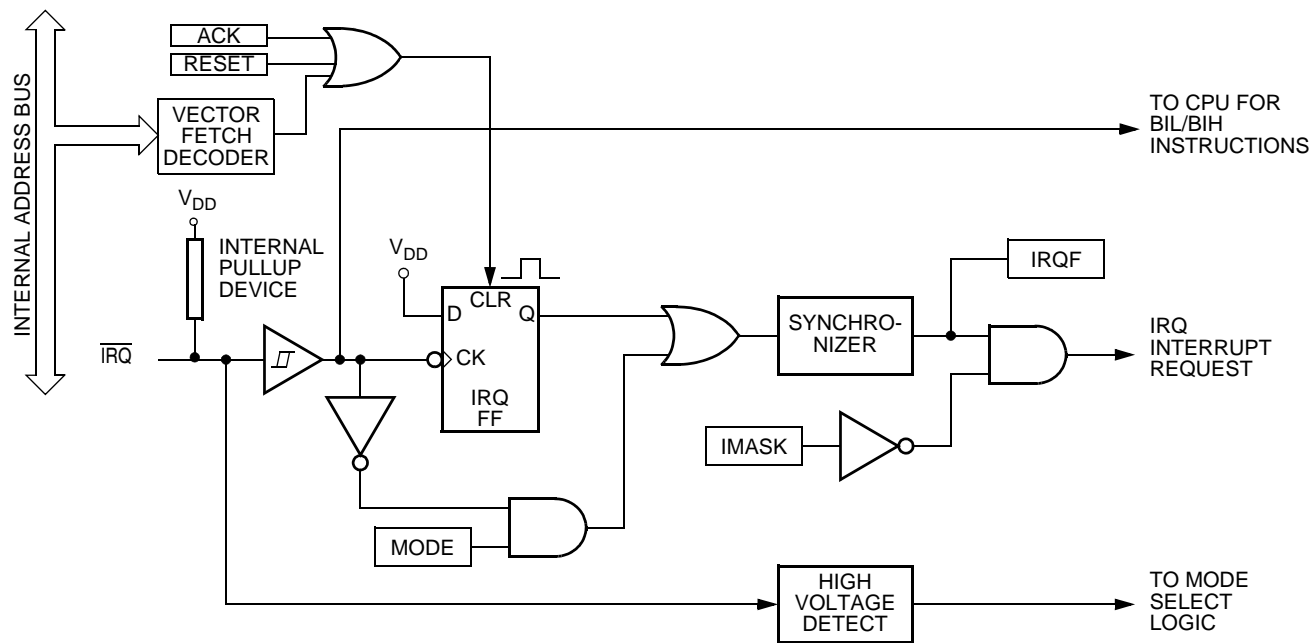 INTERNAL ADDRESS BUS
ACK
RESET
VECTOR
FETCH
DECODER
TO CPU FOR
BIL/BIH
INSTRUCTIONS
VDD
INTERNAL
PULLUP
DEVICE
VDD
CLR
D
Q
CK
IRQ
FF
IRQ
SYNCHRO-
NIZER
IRQF
IRQ
INTERRUPT
REQUEST
IMASK
MODE
HIGH
VOLTAGE
DETECT
TO MODE
SELECT
LOGIC